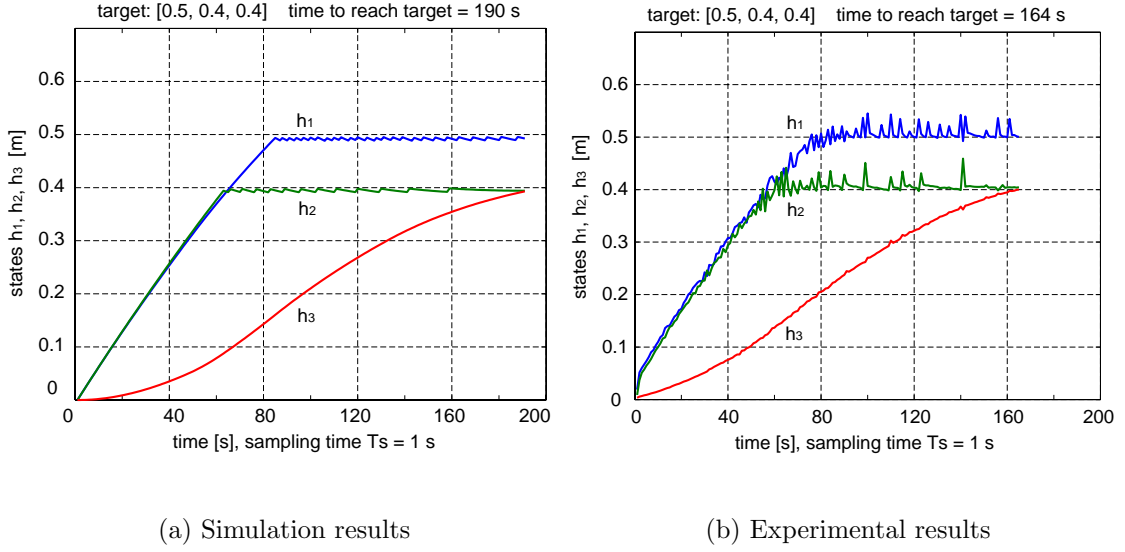 target: [0.5, 0.4, 0.4] time to reach target = 190 s
0.6
0.5
0.4
0.3
0.2
0.1
0
states h1, h2, h3 [m]
h1
h2
h3
0 40 80 120 160 200
time [s], sampling time Ts = 1 s
(a) Simulation results
target: [0.5, 0.4, 0.4] time to reach target = 164 s
0.6
0.5
0.4
0.3
0.2
0.1
0
states h1, h2, h3 [m]
h1
h2
h3
0 40 80 120 160 200
time [s], sampling time Ts = 1 s
(b) Experimental results